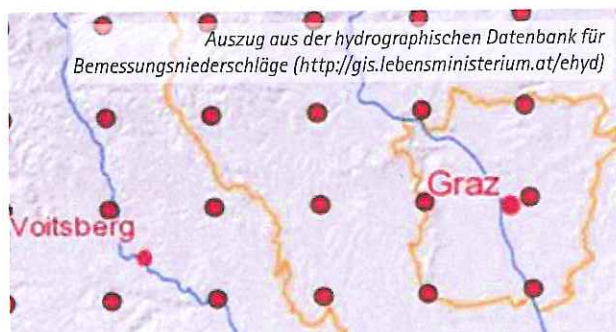 Auszug aus der hydrographischen Datenbank für
Bemessungsniederschläge (http://gis.lebensministerium.at/ehyd)
Graz
Voitsberg